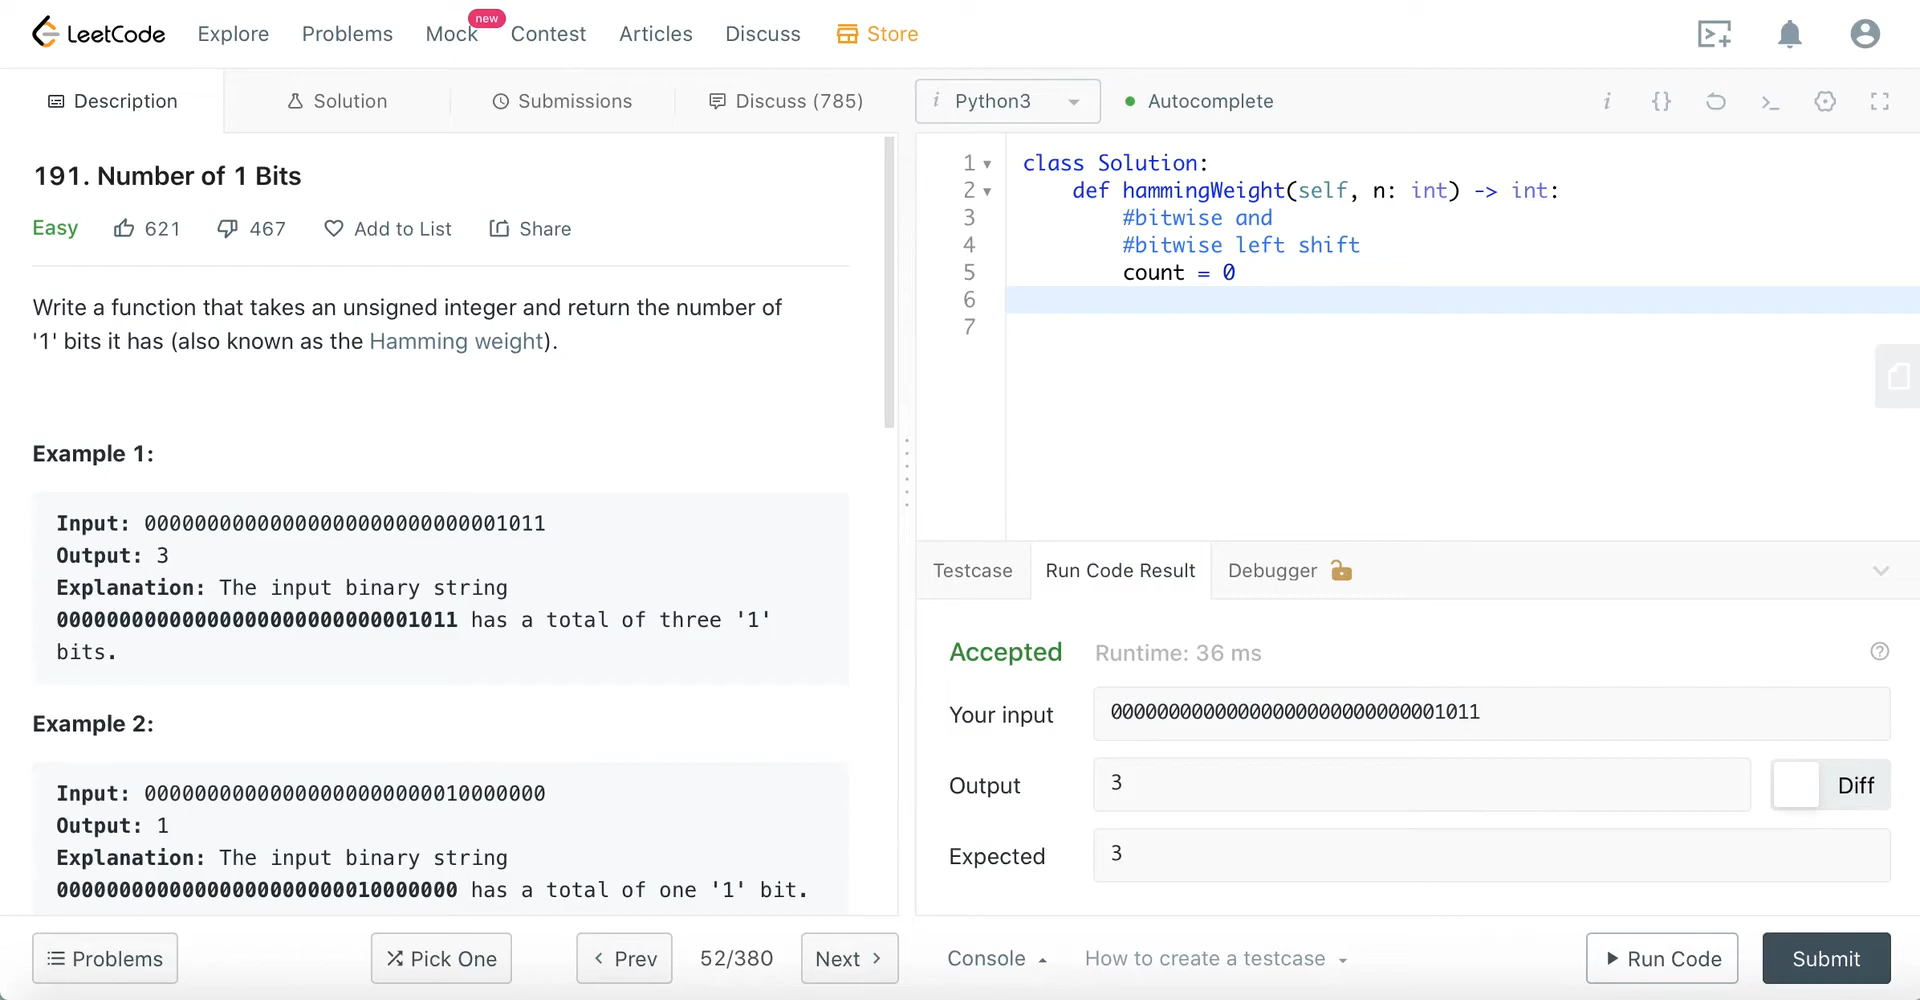 LeetCode Explore Problems Mock new Contest Articles Discuss Store
Description Solution Submissions Discuss (785)
191. Number of 1 Bits
Easy 621 467 Add to List Share
Write a function that takes an unsigned integer and return the number of
'1' bits it has (also known as the Hamming weight).
Example 1:
Input: 00000000000000000000000000001011
Output: 3
Explanation: The input binary string
00000000000000000000000000001011 has a total of three '1'
bits.
Example 2:
Input: 00000000000000000000000010000000
Output: 1
Explanation: The input binary string
00000000000000000000000010000000 has a total of one '1' bit.
Problems Pick One Prev 52/380 Next
i Python3 Autocomplete i {} >_
1 class Solution:
2 def hammingWeight(self, n: int) -> int:
3 #bitwise and
4 #bitwise left shift
5 count = 0
6
7
Testcase Run Code Result Debugger
Accepted Runtime: 36 ms
Your input 00000000000000000000000000001011
Output 3 Diff
Expected 3
Console How to create a testcase Run Code Submit